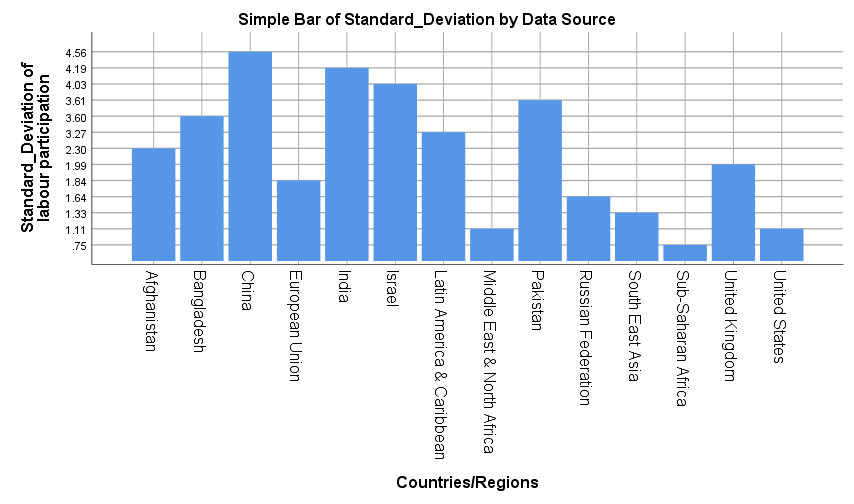 Simple Bar of Standard_Deviation by Data Source
Standard_Deviation of
labour participation
4.56
4.19
4.03
3.61
3.60
3.27
2.30
1.99
1.84
1.64
1.33
1.11
.75
Afghanistan
Bangladesh
China
European Union
India
Israel
Latin America & Caribbean
Middle East & North Africa
Pakistan
Russian Federation
South East Asia
Sub-Saharan Africa
United Kingdom
United States
Countries/Regions